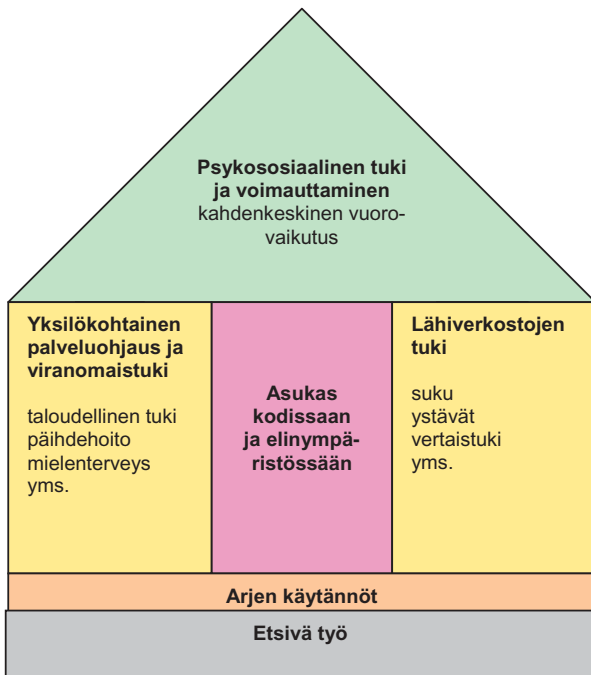 Psykososiaalinen tuki
ja voimauttaminen
kahdenkeskinen vuoro-
vaikutus
Yksilökohtainen
palveluohjaus ja
viranomaistuki
taloudellinen tuki
päihdehoito
mielenterveys
yms.
Asukas
kodissaan
ja elinympä-
ristössään
Lähiverkostojen
tuki
suku
ystävät
vertaistuki
yms.
Arjen käytännöt
Etsivä työ